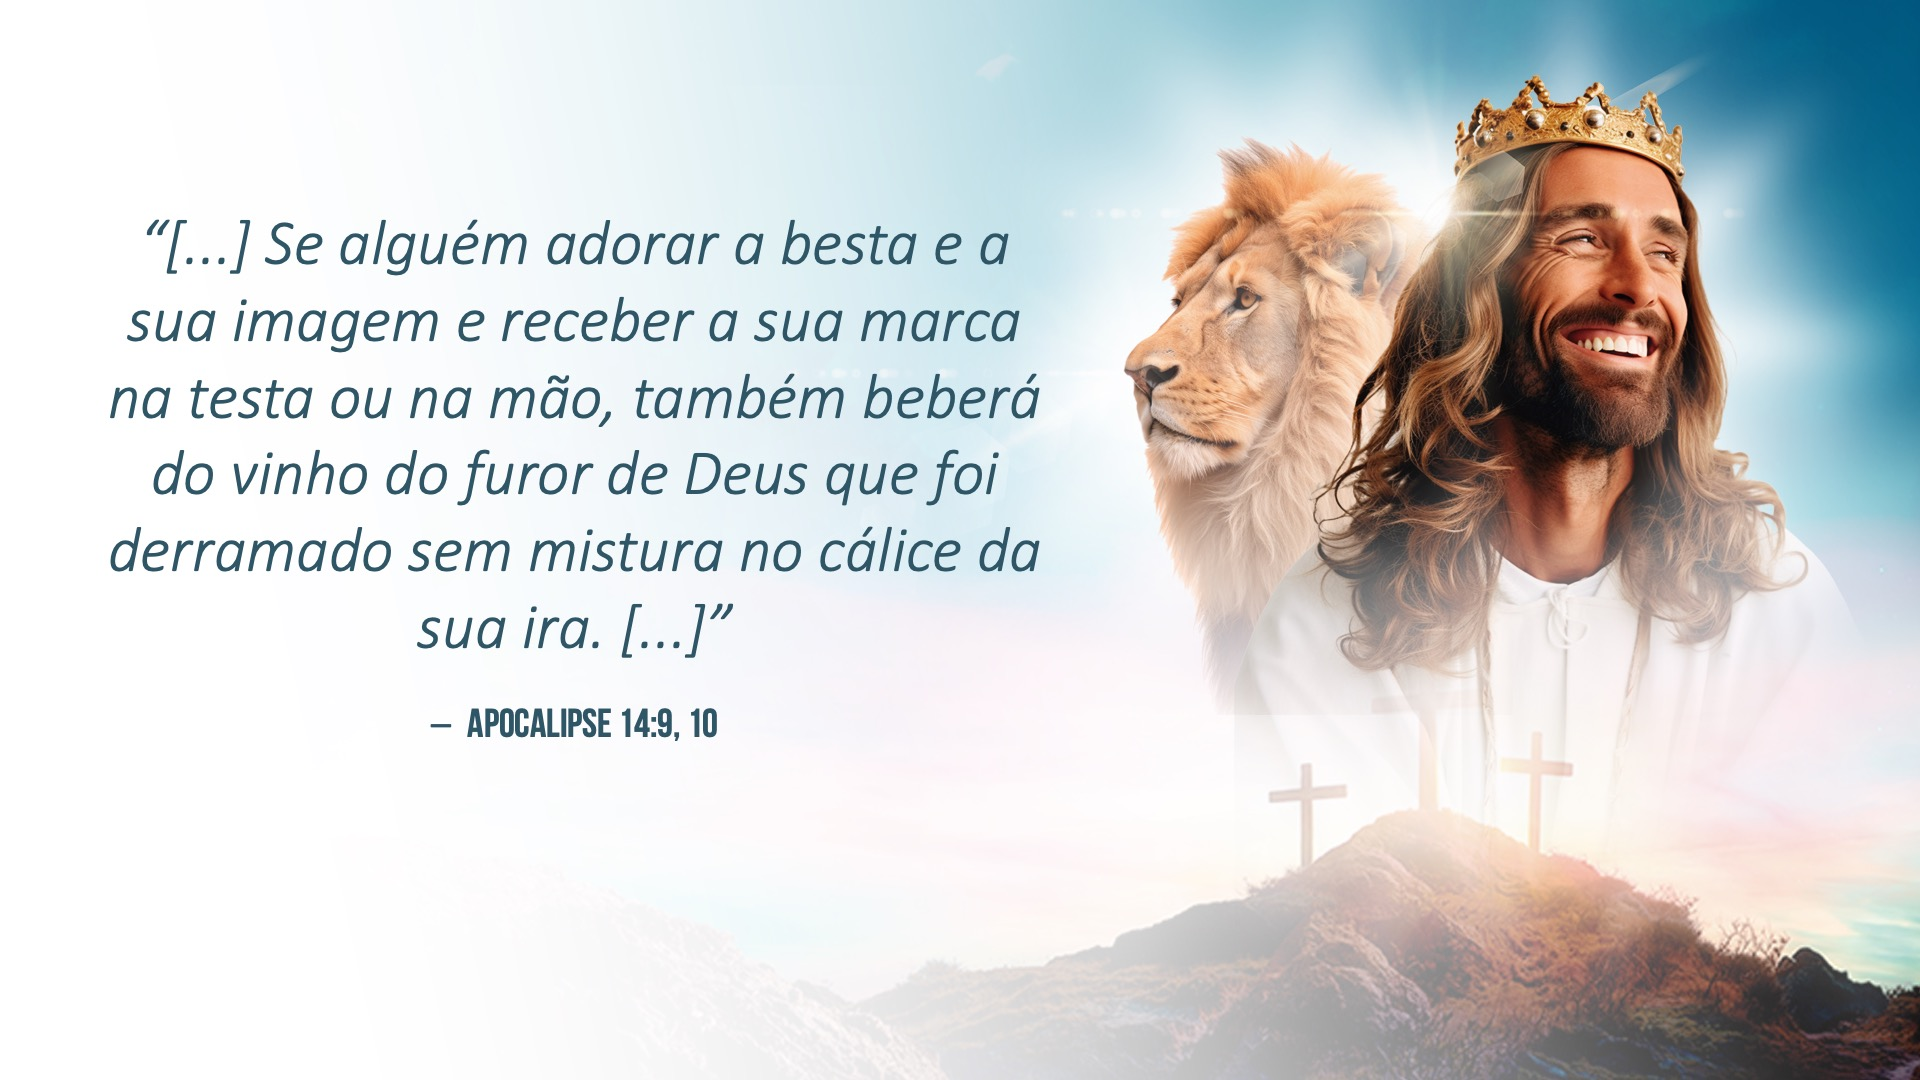 “[...] Se alguém adorar a besta e a
sua imagem e receber a sua marca
na testa ou na mão, também beberá
do vinho do furor de Deus que foi
derramado sem mistura no cálice da
sua ira. [...]”
– APOCALIPSE 14:9, 10